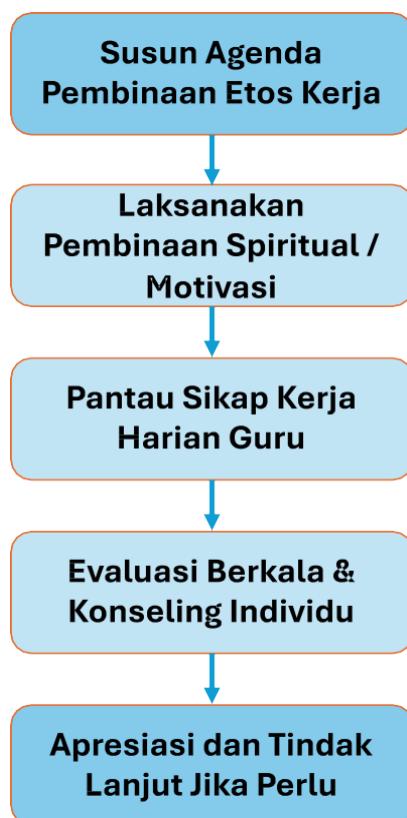 Susun Agenda
Pembinaan Etos Kerja
Laksanakan
Pembinaan Spiritual /
Motivasi
Pantau Sikap Kerja
Harian Guru
Evaluasi Berkala &
Konseling Individu
Apresiasi dan Tindak
Lanjut Jika Perlu